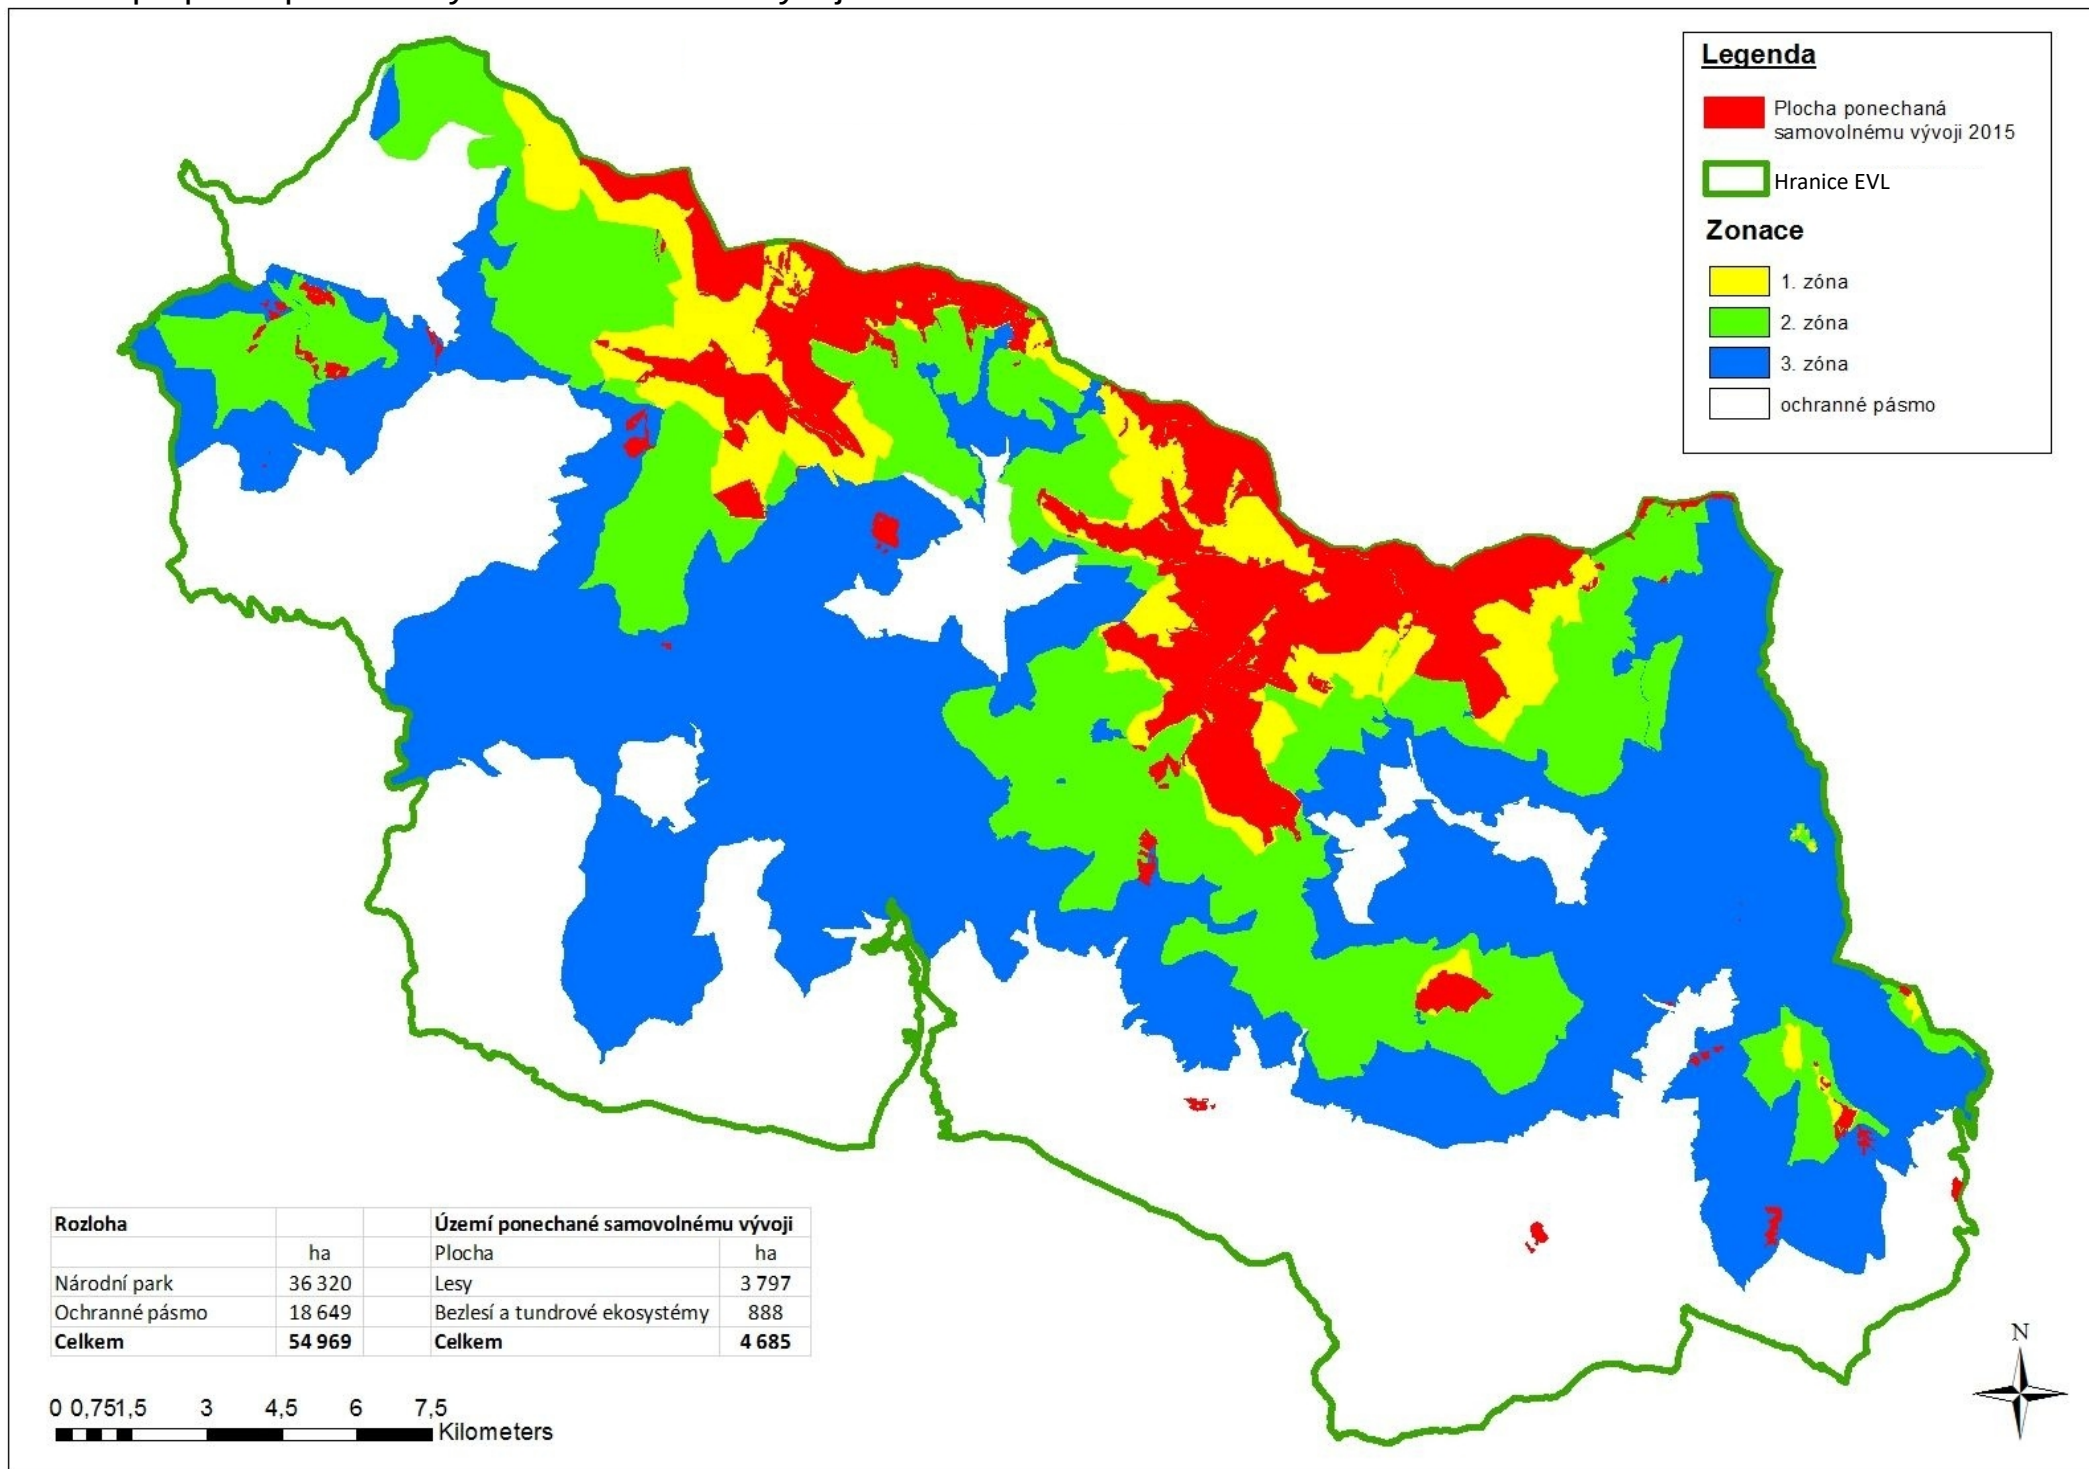 Legenda
Plocha ponechaná
samovolnému vývoji 2015
Hranice EVL
Zonace
1. zóna
2. zóna
3. zóna
ochranné pásmo
Rozloha Území ponechané samovolnému vývoji
ha Plocha ha
Národní park 36 320 Lesy 3 797
Ochranné pásmo 18 649 Bezlesí a tundrové ekosystémy 888
Celkem 54 969 Celkem 4 685
N
0 0,75 1,5 3 4,5 6 7,5
Kilometers